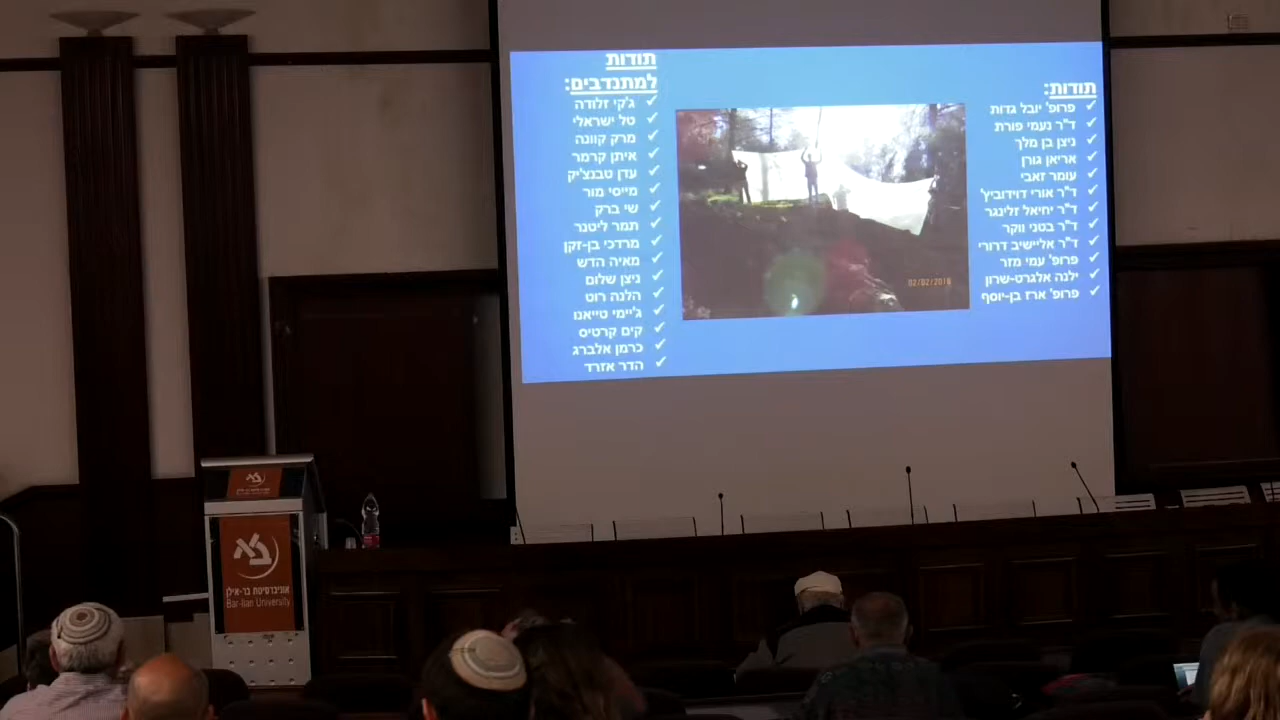 תודות:
פרופ' יובל גדות
ד"ר נעמי פורת
ניצן בן מלך
אריאן גורן
עומר זאבי
ד"ר אורי דוידוביץ'
ד"ר יחיאל זלינגר
ד"ר בטני ווקר
ד"ר אליישיב דרורי
פרופ' עמי מזר
ילנה אלגרט-שרון
פרופ' ארז בן-יוסף
תודות
למתנדבים:
ג'קי זלודה
טל ישראלי
מרק קוונה
איתן קרמר
עדן טבנצ'יק
מייסי מור
שי ברק
תמר ליטנר
מרדכי בן-זקן
מאיה הדש
ניצן שלום
הלנה רוט
ג'יימי טייאנו
קים קרטיס
כרמן אלברג
הדר אזרד
02/02/2016
אוניברסיטת בר-אילן
Bar-Ilan University